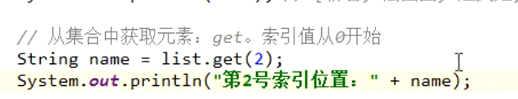 // 从集合中获取元素：get。索引值从0开始
String name = list.get(2);
System.out.println("第2号索引位置：" + name);